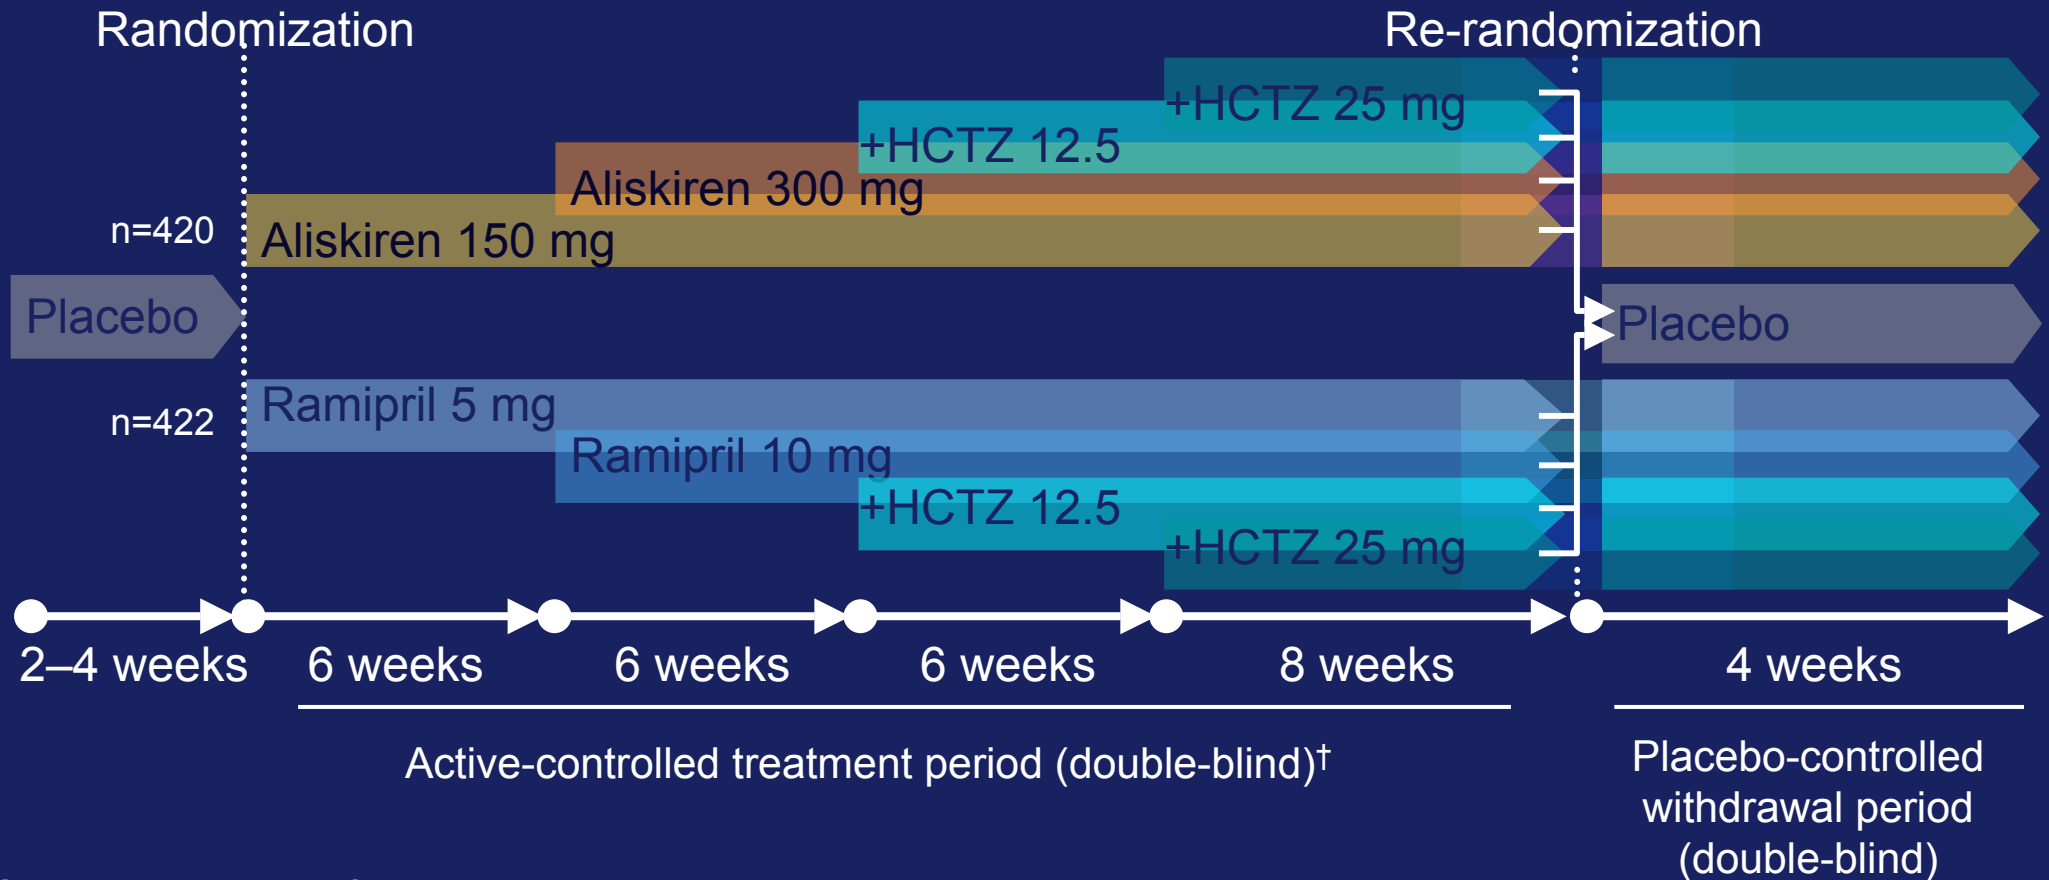 Randomization
Re-randomization
+HCTZ 25 mg
+HCTZ 12.5
Aliskiren 300 mg
n=420
Aliskiren 150 mg
Placebo
Placebo
n=422
Ramipril 5 mg
Ramipril 10 mg
+HCTZ 12.5
+HCTZ 25 mg
2–4 weeks
6 weeks
6 weeks
6 weeks
8 weeks
4 weeks
Active-controlled treatment period (double-blind)†
Placebo-controlled
withdrawal period
(double-blind)